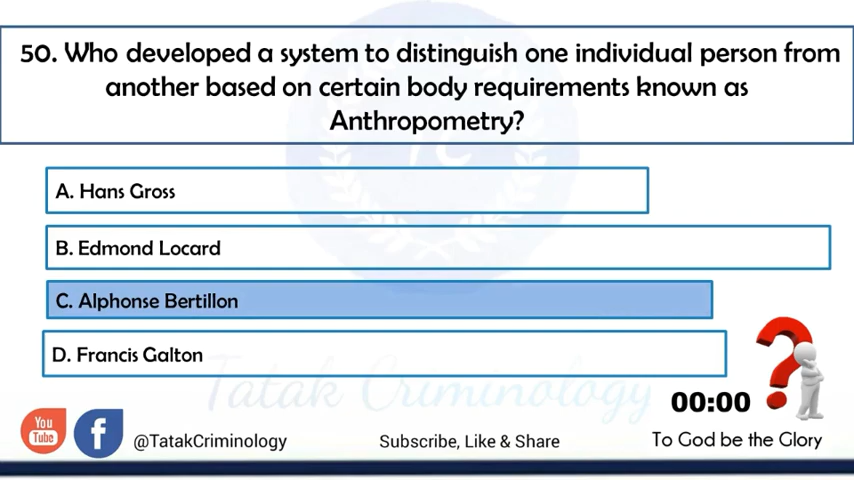 50. Who developed a system to distinguish one individual person from
another based on certain body requirements known as
Anthropometry?
A. Hans Gross
B. Edmond Locard
C. Alphonse Bertillon
D. Francis Galton
Tatak Criminology
00:00
You
Tube
f
@TatakCriminology
Subscribe, Like & Share
To God be the Glory